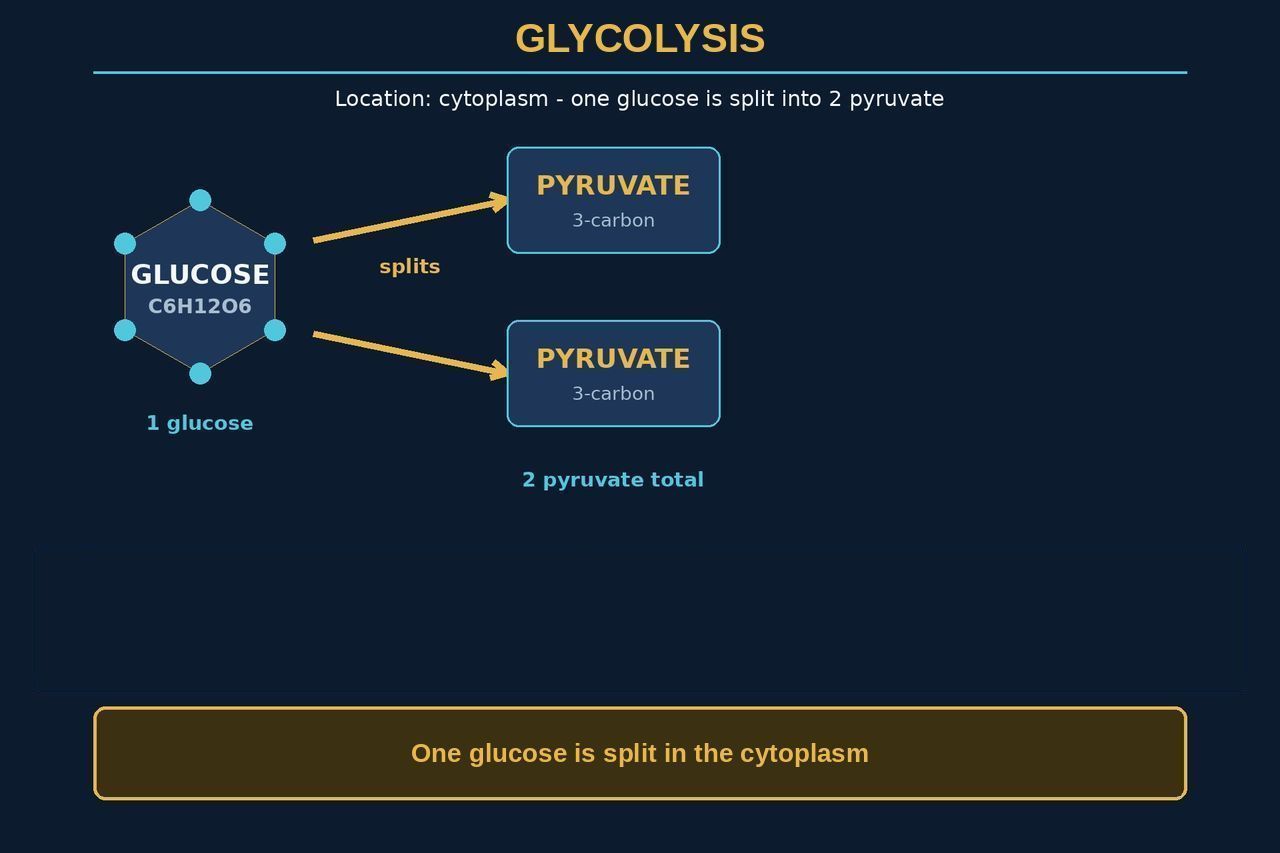 GLYCOLYSIS
Location: cytoplasm - one glucose is split into 2 pyruvate
PYRUVATE
3-carbon
GLUCOSE
C6H12O6
splits
PYRUVATE
3-carbon
1 glucose
2 pyruvate total
One glucose is split in the cytoplasm